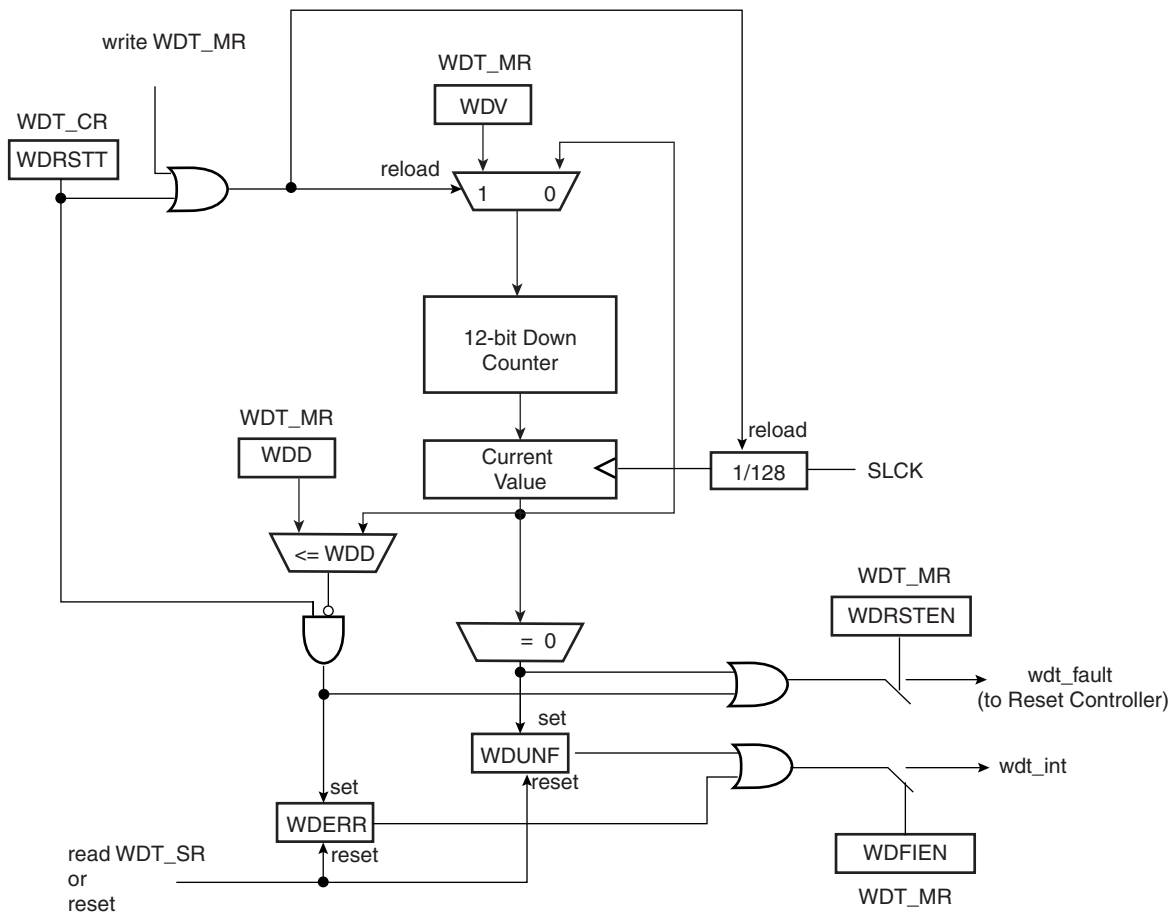 write WDT_MR
WDT_MR
WDV
WDT_CR
WDRSTT
reload
1 0
12-bit Down
Counter
WDT_MR
WDD
Current
Value
reload
1/128
SLCK
<= WDD
= 0
WDT_MR
WDRSTEN
wdt_fault
(to Reset Controller)
set
WDUNF
reset
wdt_int
set
WDERR
reset
read WDT_SR
or
reset
WDFIEN
WDT_MR